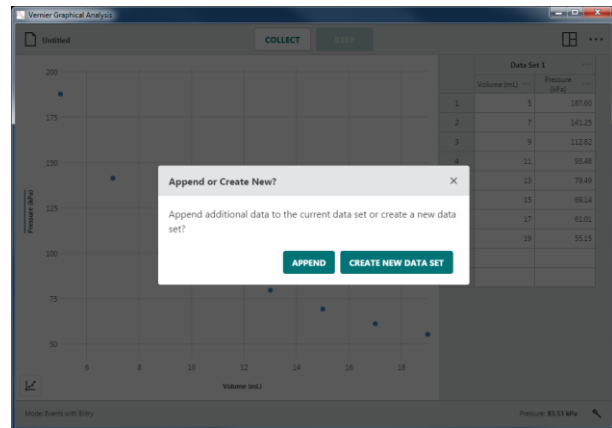 Vernier Graphical Analysis
Untitled
COLLECT
KEEP
Data Set 1
Volume (mL)
Pressure (kPa)
1 5 187.00
2 7 141.25
3 9 112.82
4 11 93.48
13 79.49
15 69.14
17 61.01
19 55.15
Append or Create New?
Append additional data to the current data set or create a new data
set?
APPEND
CREATE NEW DATA SET
200
175
150
125
100
75
50
Pressure (kPa)
6 8 10 12 14 16 18
Volume (mL)
Mode: Events with Entry
Pressure: 83.53 kPa